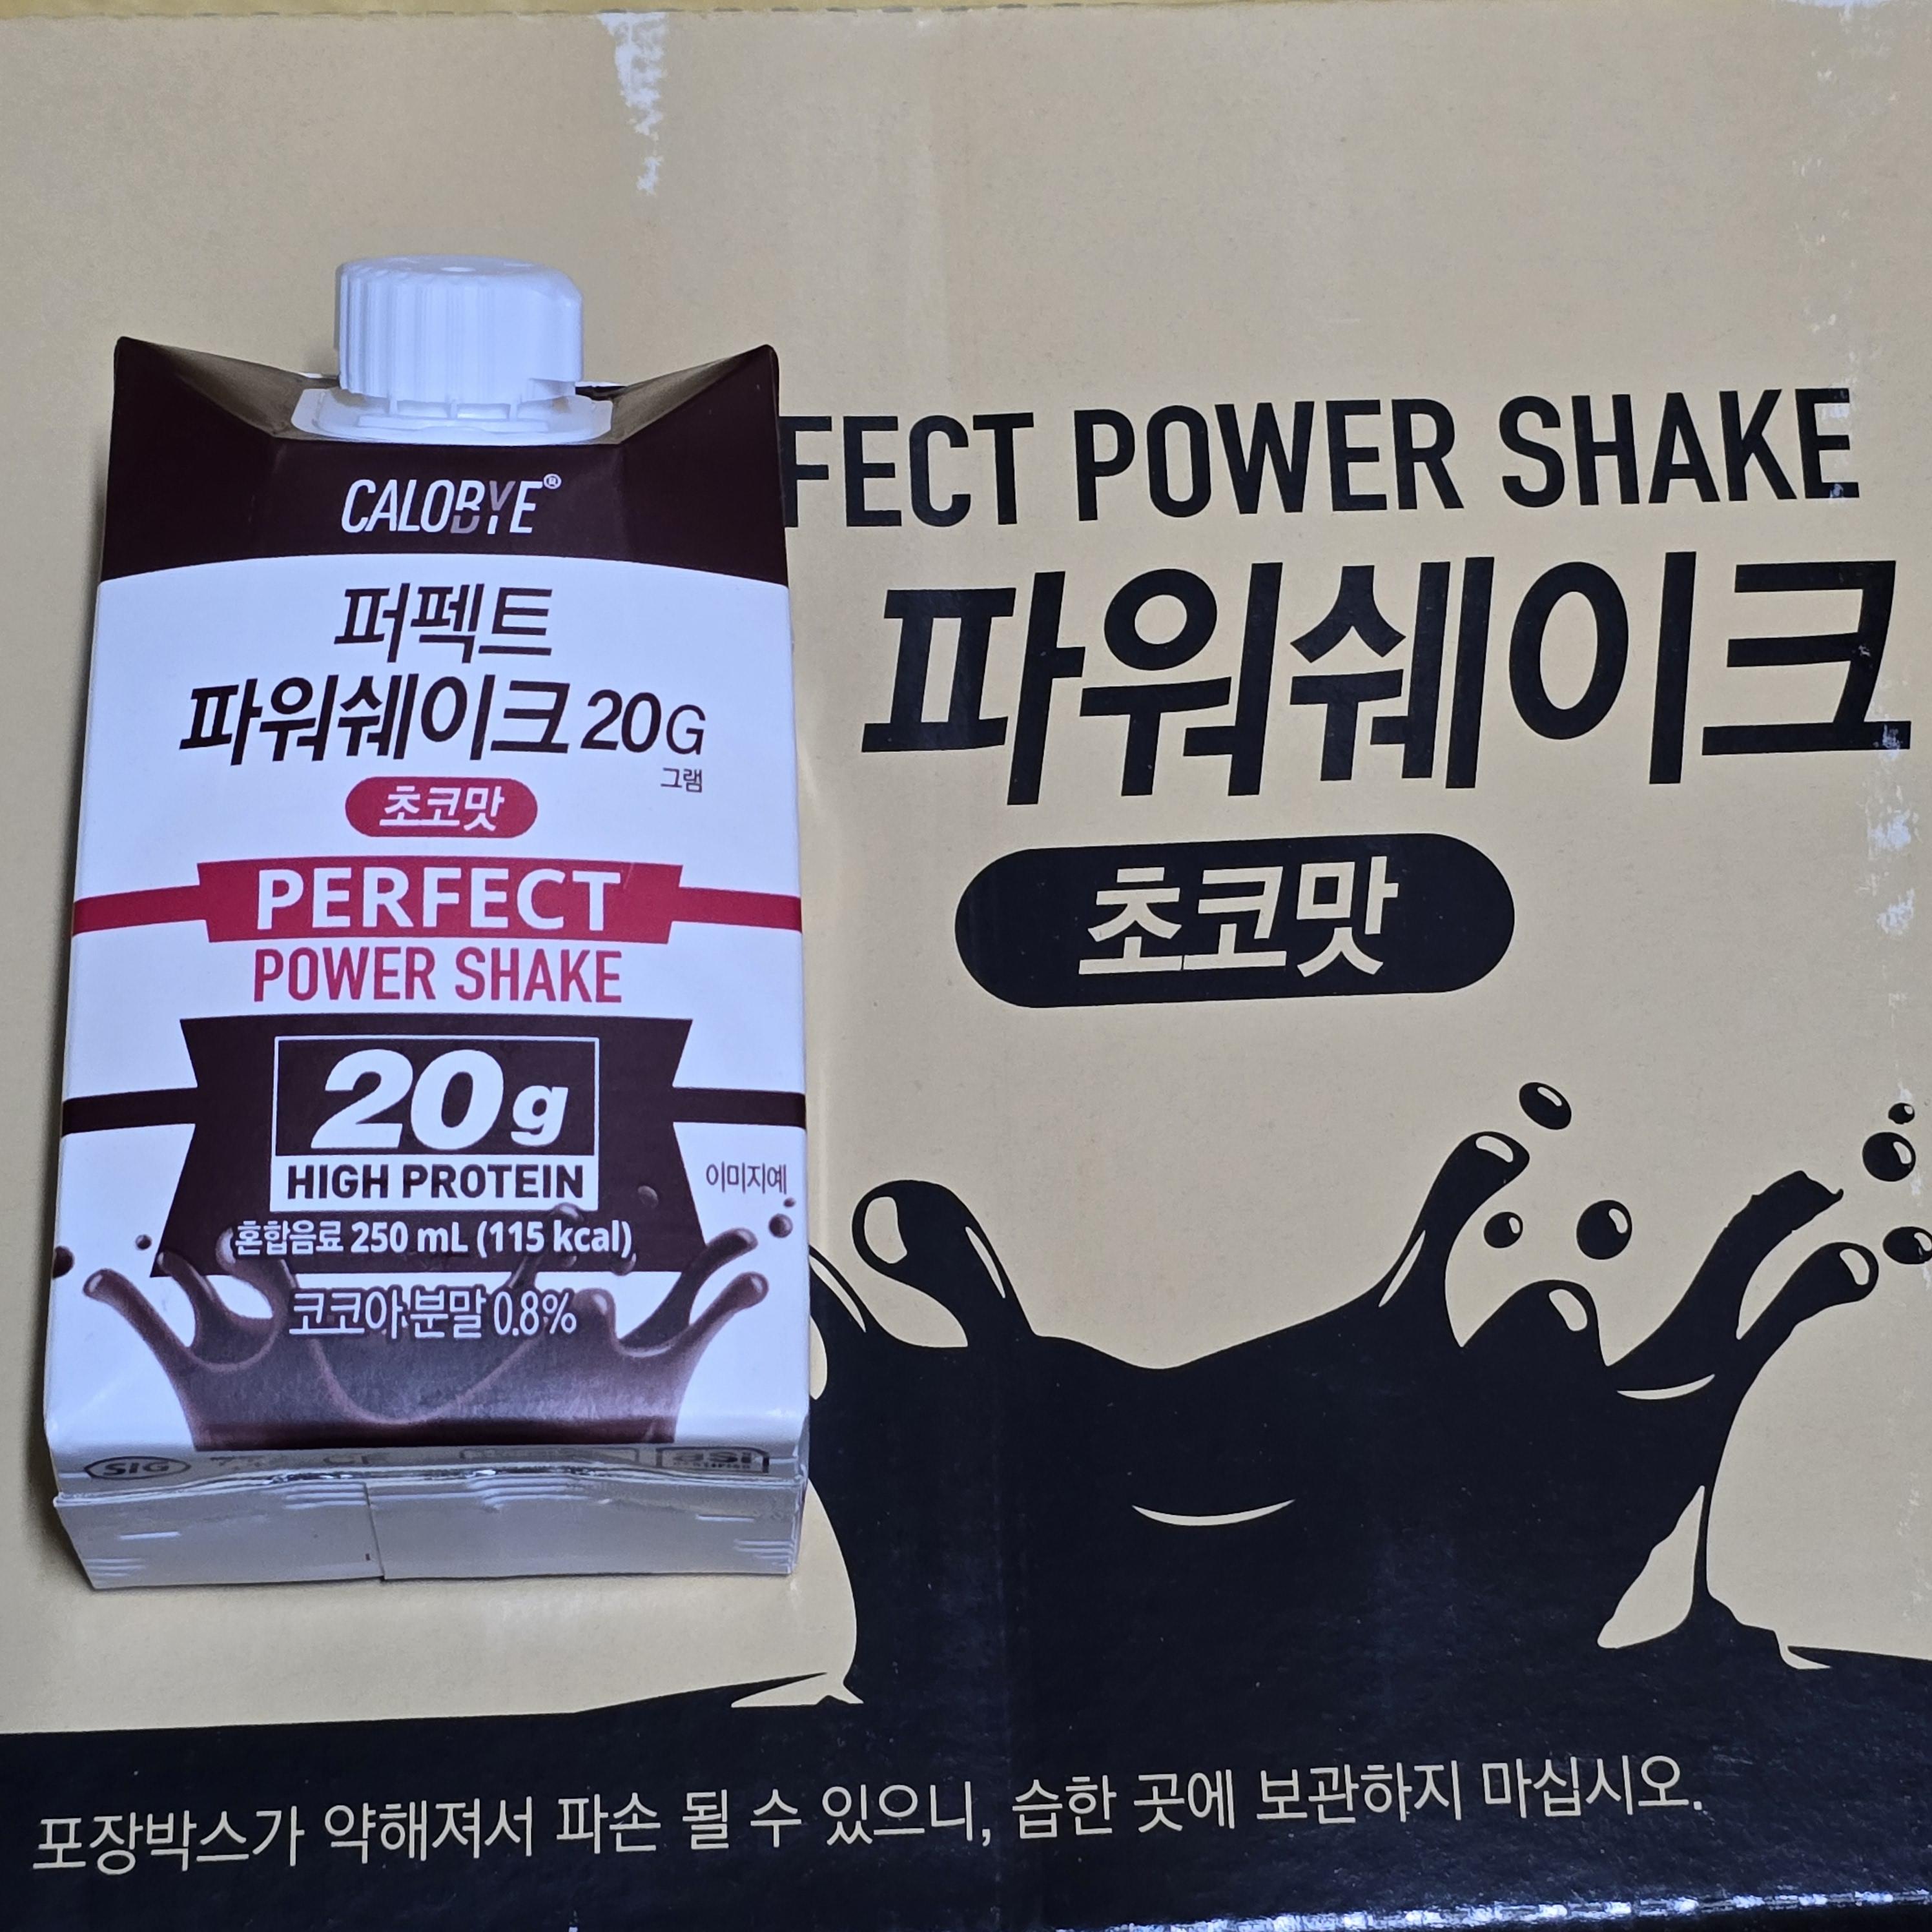 CALOBYE®
퍼펙트
파워쉐이크 20G
그램
초코맛
PERFECT
POWER SHAKE
20g
HIGH PROTEIN
이미지예
혼합음료 250 mL (115 kcal)
코코아분말 0.8%
SIG
FECT POWER SHAKE
파워쉐이크
초코맛
포장박스가 약해져서 파손 될 수 있으니, 습한 곳에 보관하지 마십시오.